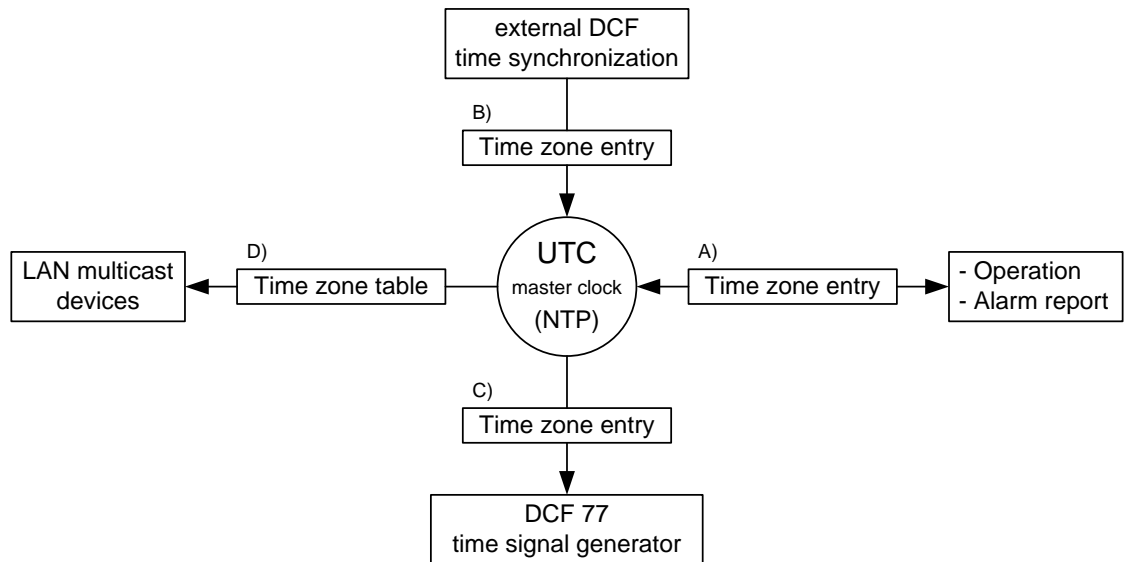 external DCF
time synchronization
B)
Time zone entry
LAN multicast
devices
D)
Time zone table
UTC
master clock
(NTP)
A)
Time zone entry
- Operation
- Alarm report
C)
Time zone entry
DCF 77
time signal generator